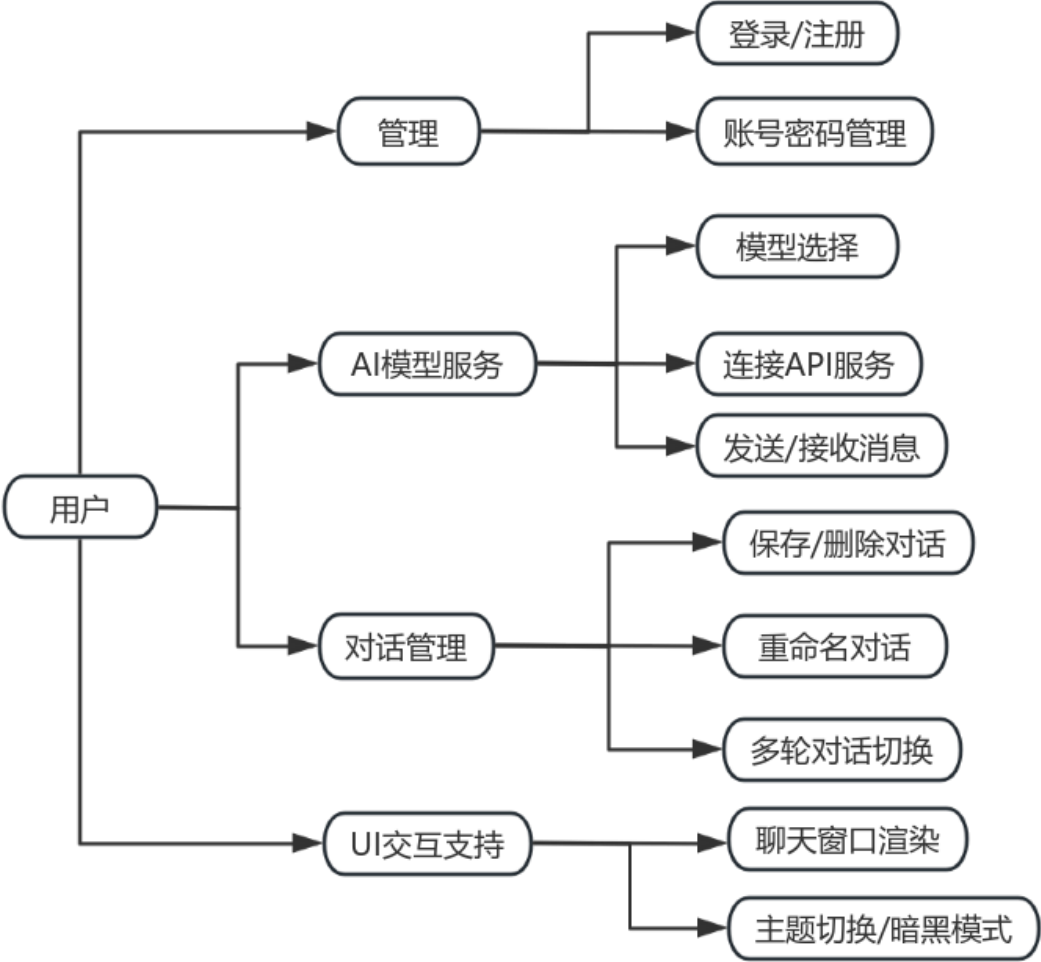 登录/注册
管理
账号密码管理
模型选择
AI模型服务
连接API服务
发送/接收消息
用户
保存/删除对话
对话管理
重命名对话
多轮对话切换
UI交互支持
聊天窗口渲染
主题切换/暗黑模式